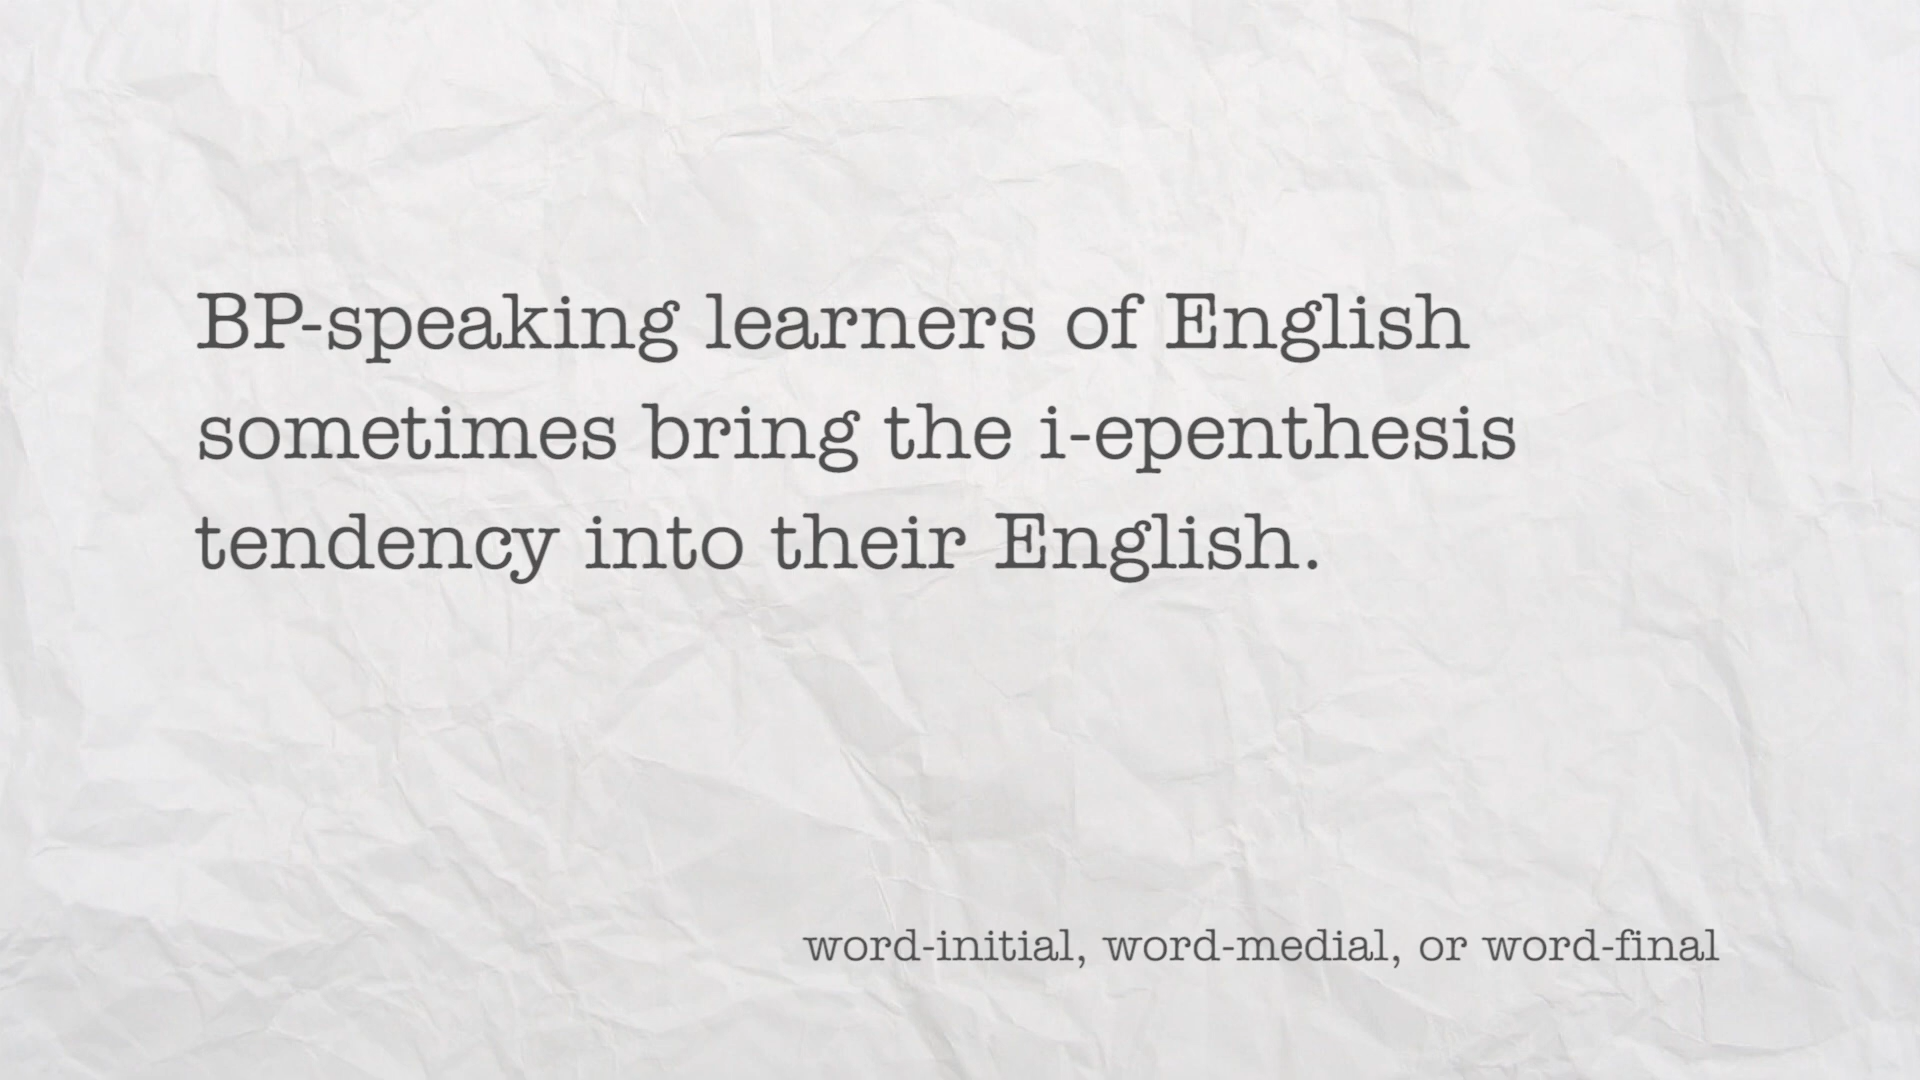 BP-speaking learners of English
sometimes bring the i-epenthesis
tendency into their English.
word-initial, word-medial, or word-final